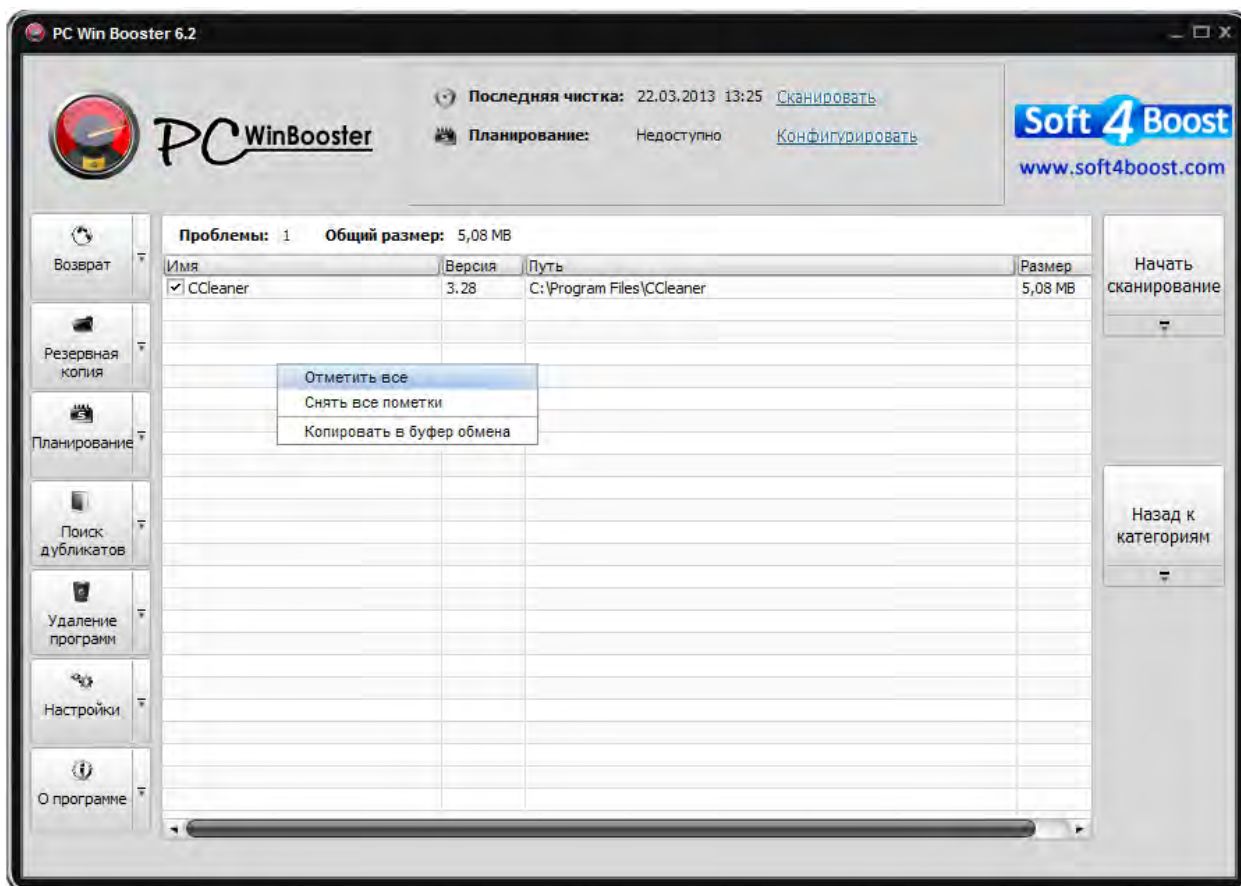 PC Win Booster 6.2
PC WinBooster
Последняя чистка: 22.03.2013 13:25 Сканировать
Планирование: Недоступно Конфигурировать
Soft 4 Boost
www.soft4boost.com
Возврат
Резервная
копия
Планирование
Поиск
дубликатов
Удаление
программ
Настройки
О программе
Проблемы: 1 Общий размер: 5,08 MB
Имя Версия Путь Размер
CCleaner 3.28 C:\Program Files\CCleaner 5,08 MB
Отметить все
Снять все пометки
Копировать в буфер обмена
Начать
сканирование
Назад к
категориям